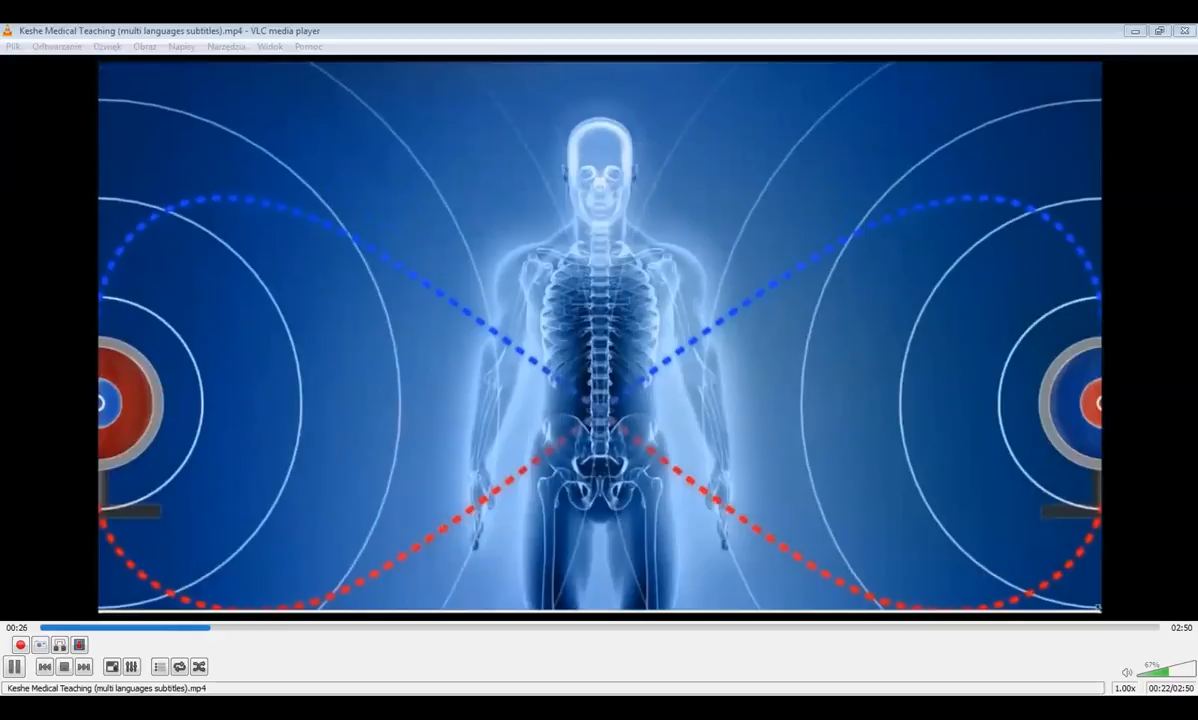 Keshe Medical Teaching (multi languages subtitles).mp4 - VLC media player
Plik Odtwarzanie Dźwięk Obraz Napisy Narzędzia Widok Pomoc
00:26 02:50
67%
Keshe Medical Teaching (multi languages subtitles).mp4 1.00x 00:22/02:50